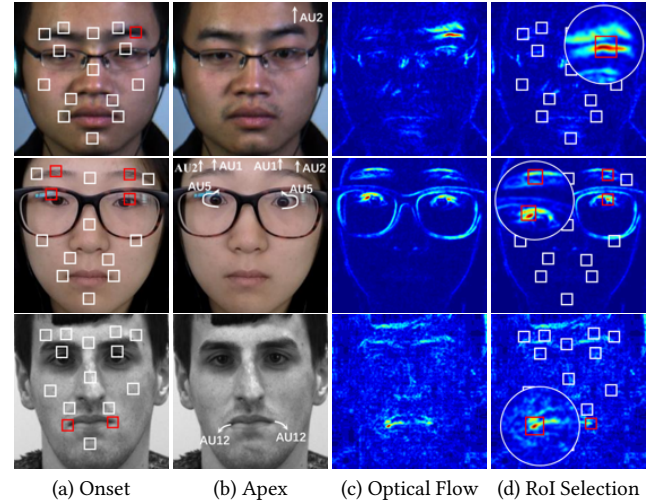 AU2
AU2 AU1 AU1 AU2
AU5 AU5
AU12 AU12
(a) Onset (b) Apex (c) Optical Flow (d) RoI Selection